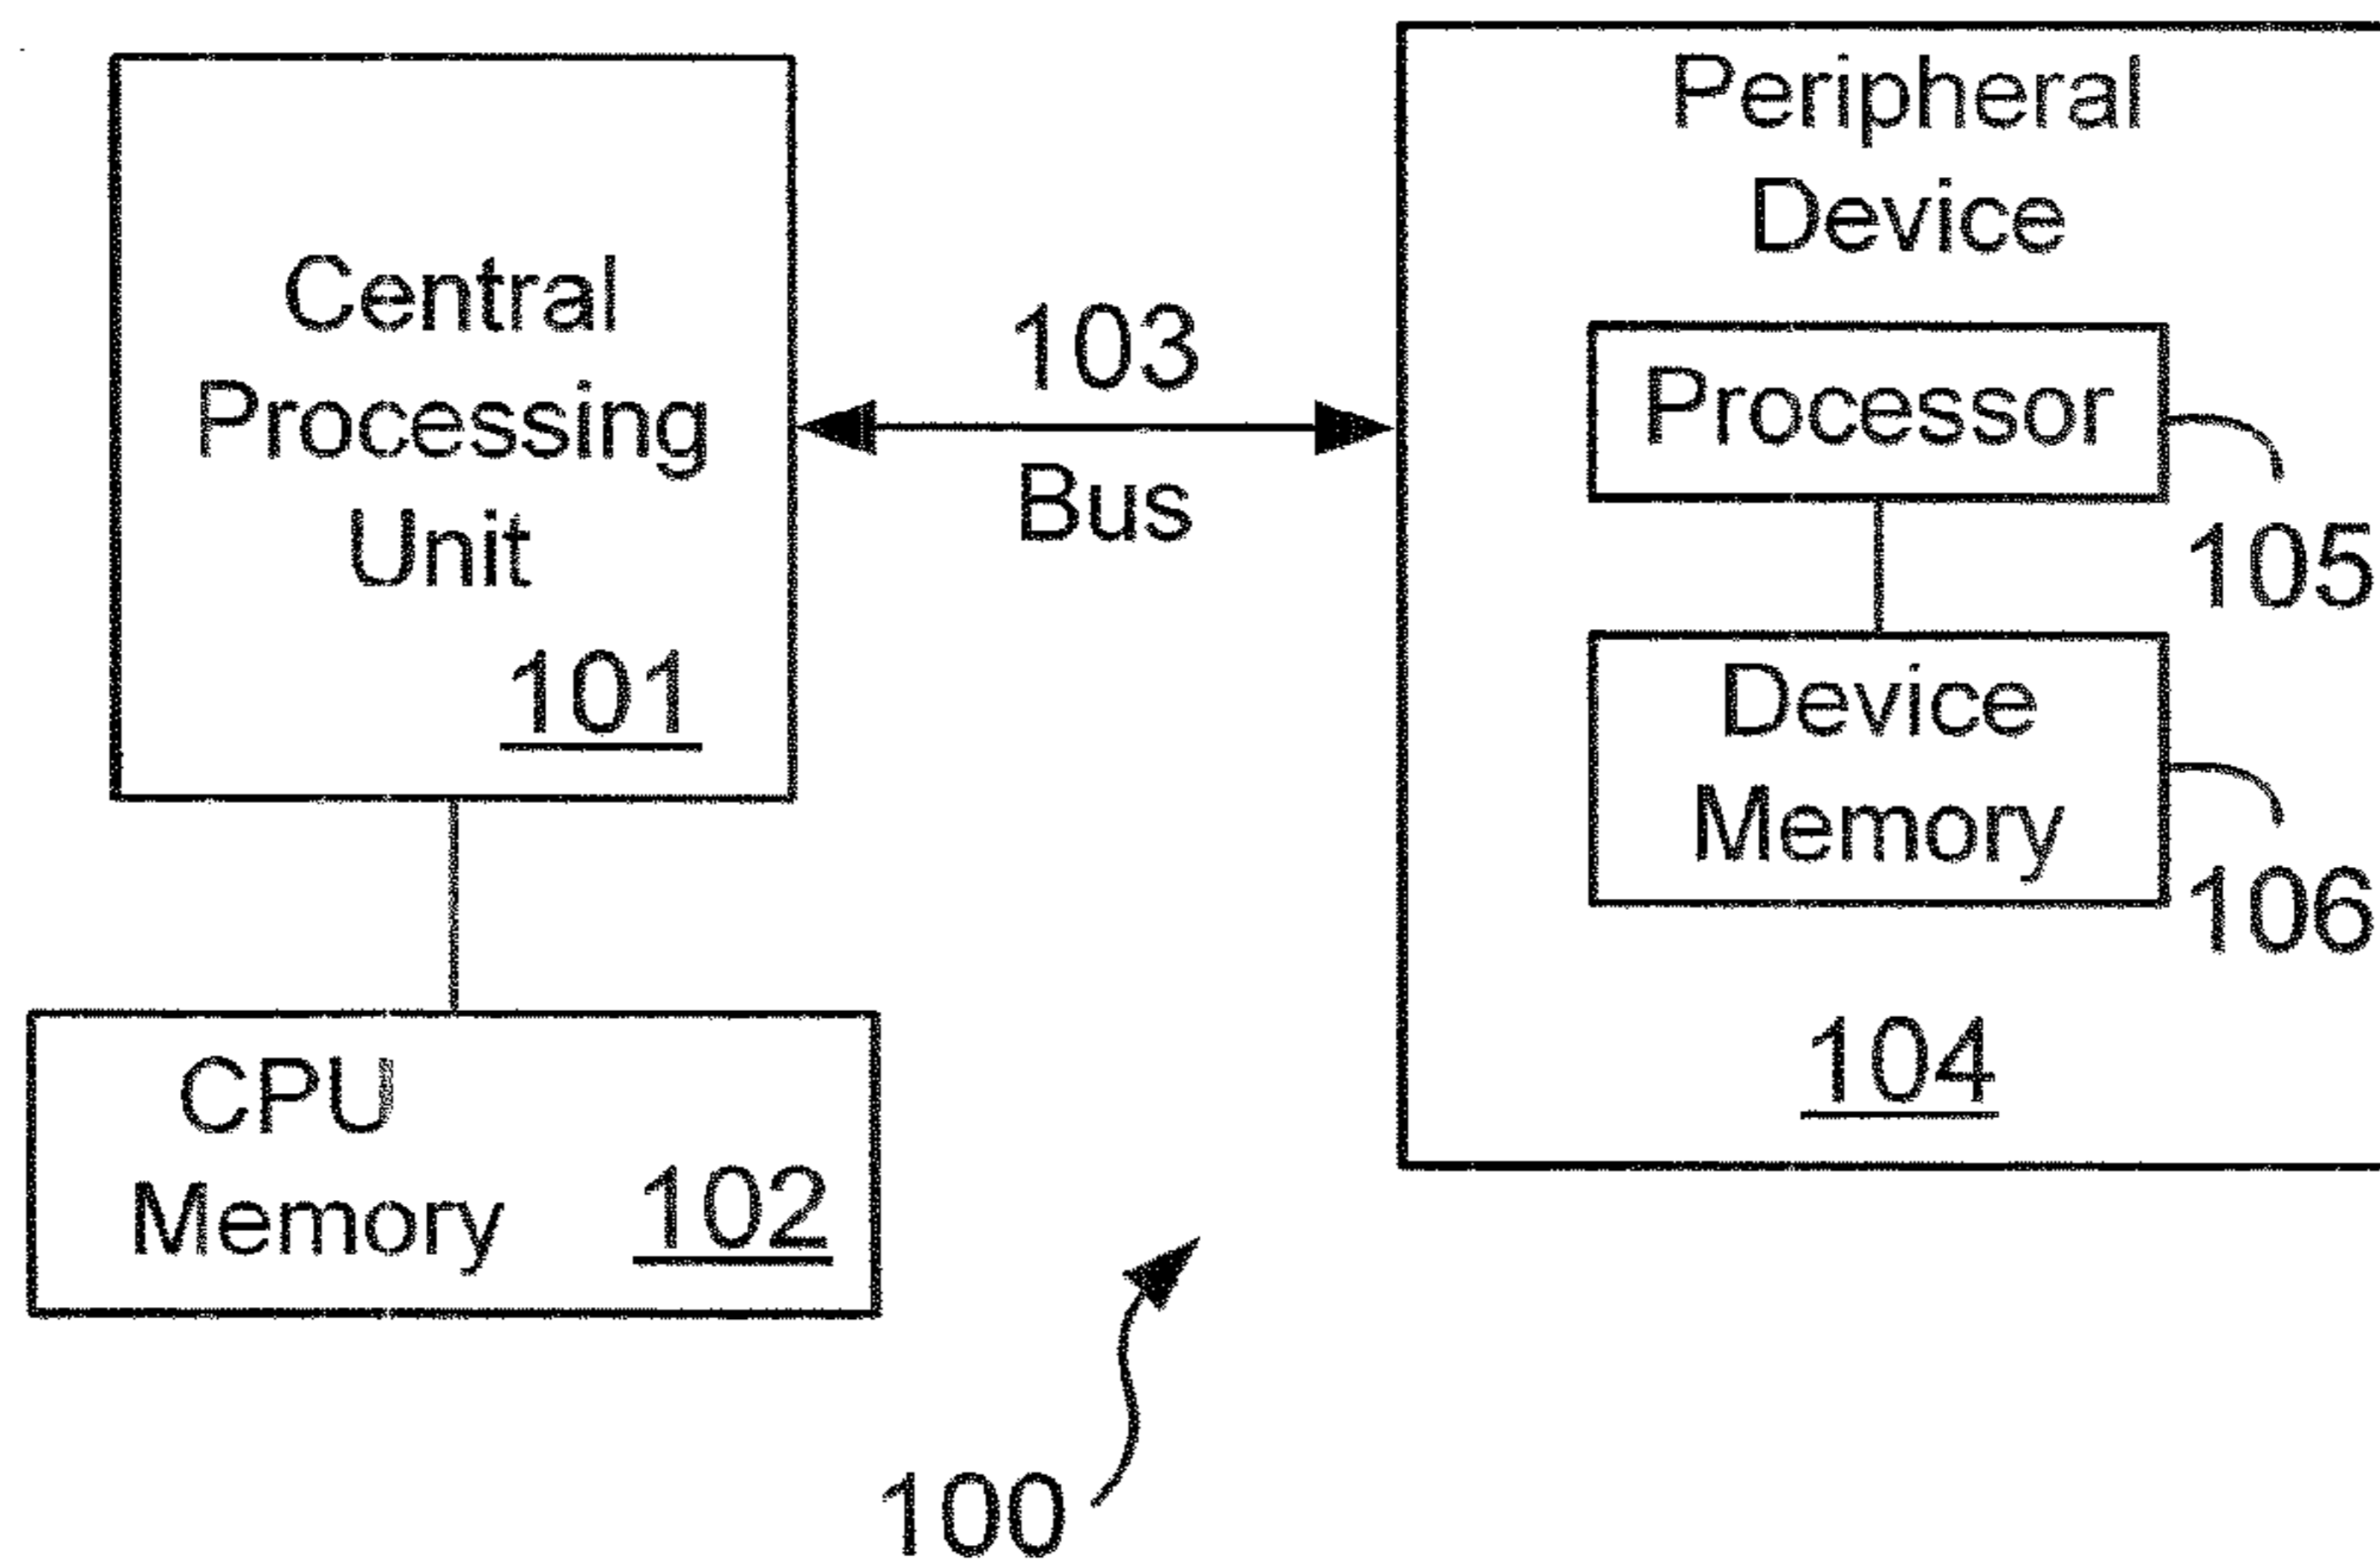 Central
Processing
Unit
101
103
Bus
Peripheral
Device
Processor
105
Device
Memory
106
104
CPU
Memory
102
100